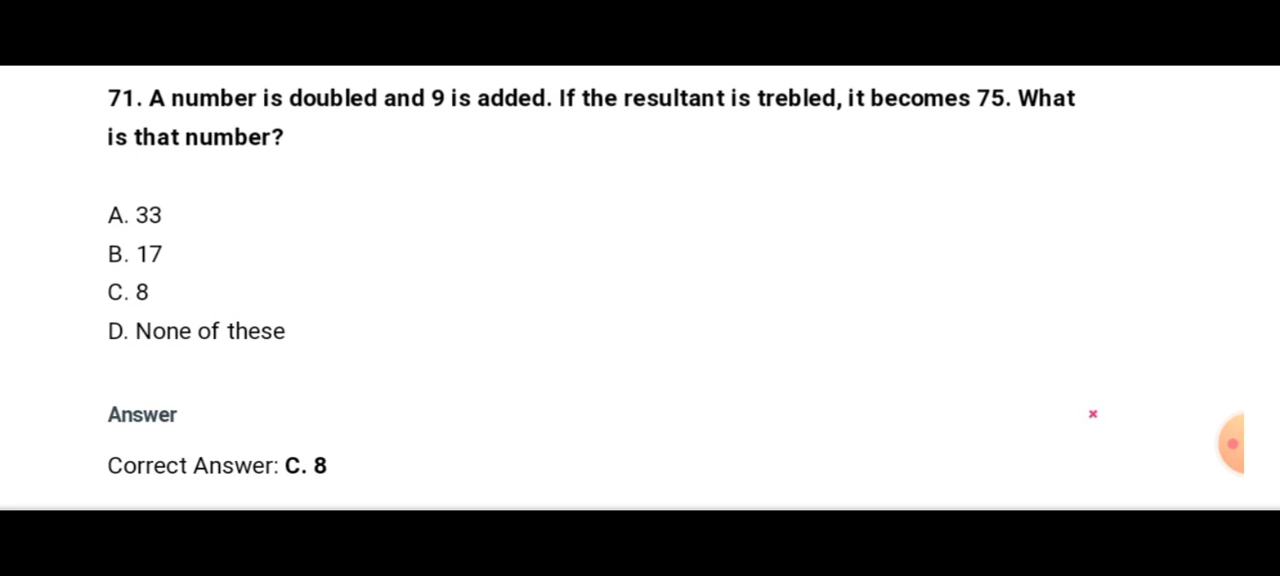 71. A number is doubled and 9 is added. If the resultant is trebled, it becomes 75. What
is that number?
A. 33
B. 17
C. 8
D. None of these
Answer
Correct Answer: C. 8